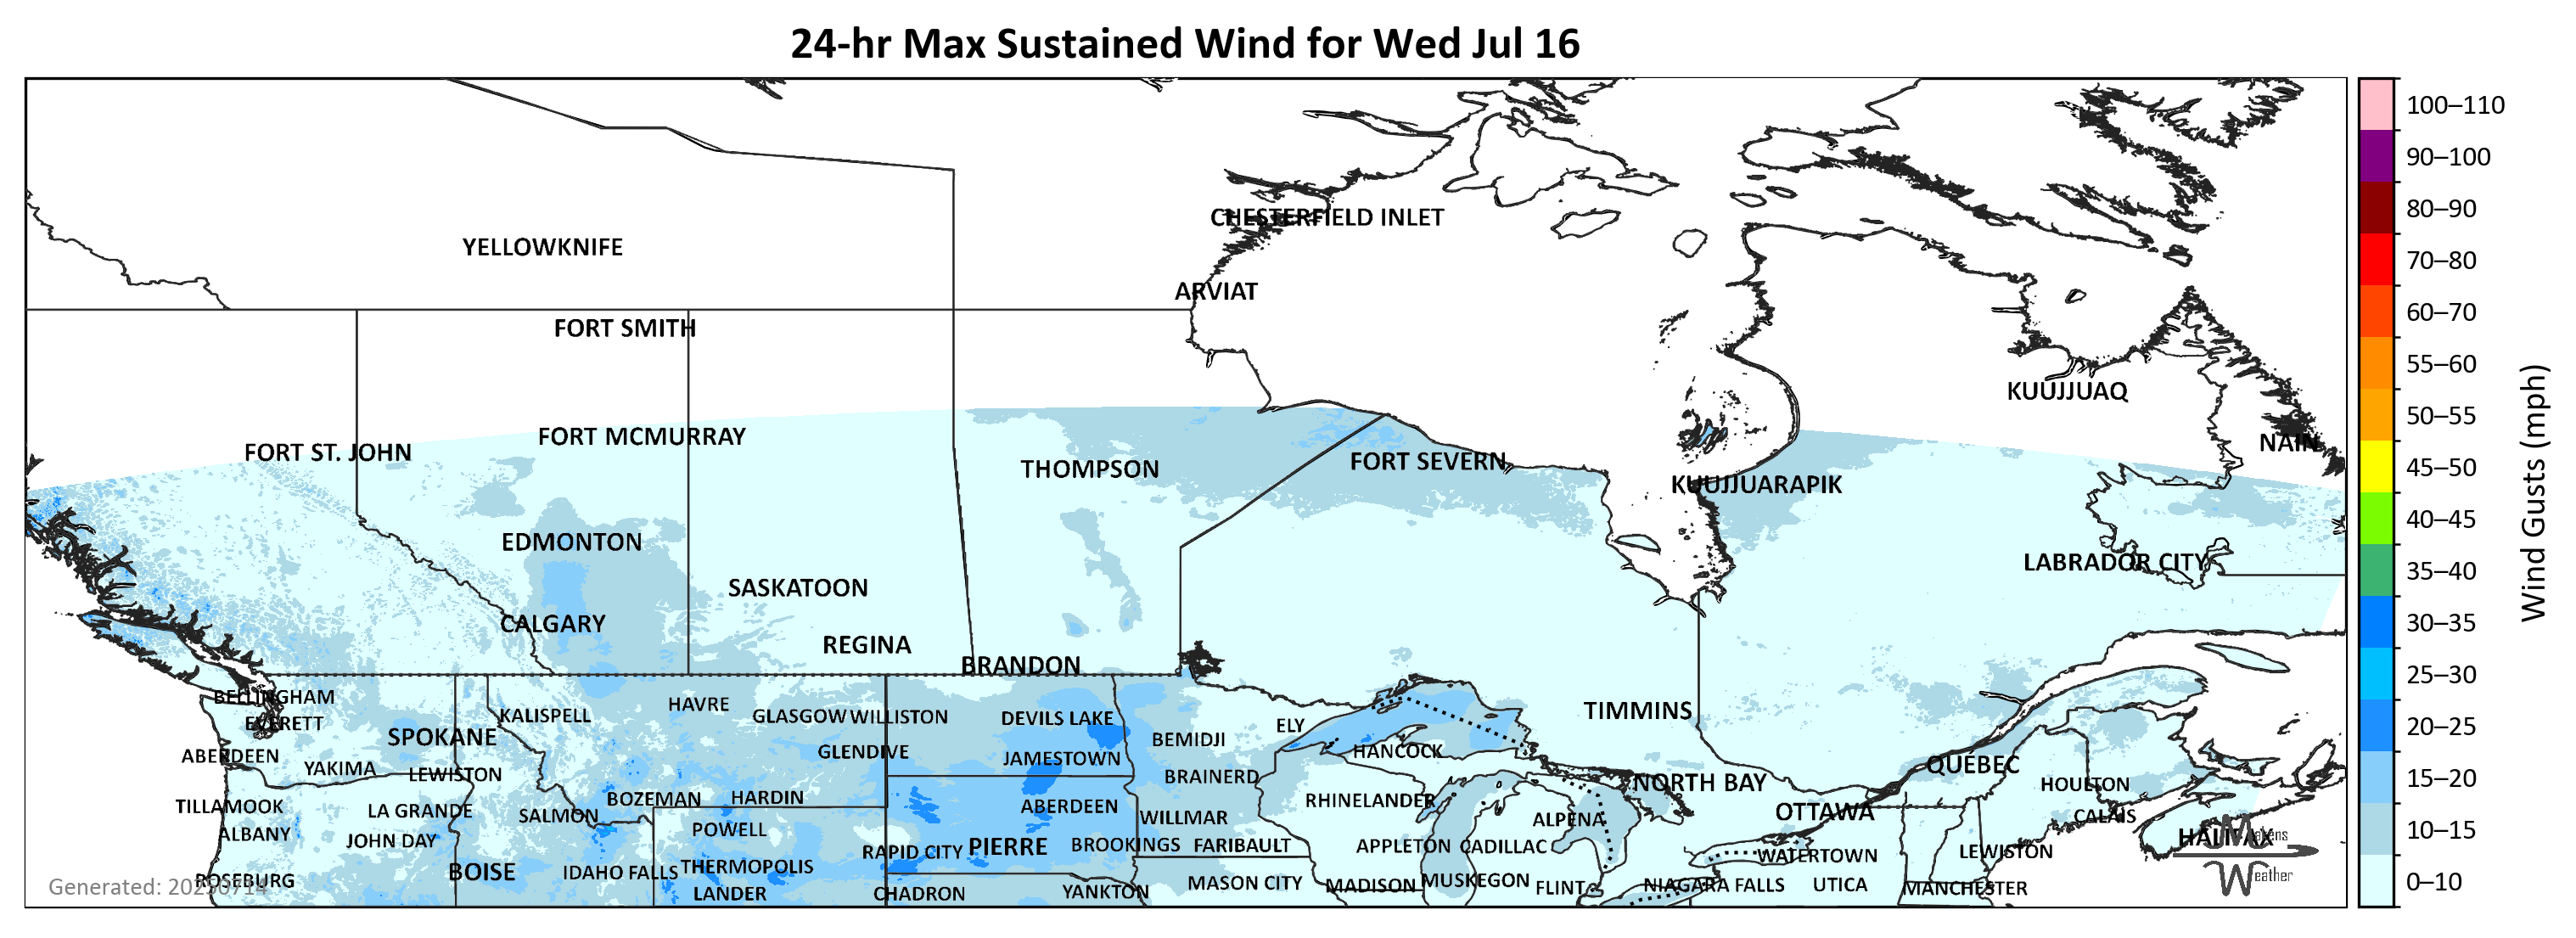 24-hr Max Sustained Wind for Wed Jul 16
100–110
90–100
80–90
70–80
60–70
55–60
50–55
45–50
40–45
35–40
30–35
25–30
20–25
15–20
10–15
0–10
Wind Gusts (mph)
CHESTERFIELD INLET
YELLOWKNIFE
ARVIAT
FORT SMITH
KUUJJUAQ
FORT MCMURRAY
NAIN
FORT ST. JOHN
FORT SEVERN
THOMPSON
KUUJJUARAPIK
EDMONTON
LABRADOR CITY
SASKATOON
CALGARY
REGINA
BRANDON
BELLINGHAM
HAVRE
TIMMINS
KALISPELL
GLASGOW
WILLISTON
DEVILS LAKE
EVERETT
ELY
SPOKANE
BEMIDJI
HANCOCK
GLENDIVE
ABERDEEN
JAMESTOWN
QUEBEC
YAKIMA
LEWISTON
BRAINERD
NORTH BAY
HOULTON
BOZEMAN
HARDIN
RHINELANDER
TILLAMOOK
LA GRANDE
ABERDEEN
OTTAWA
SALMON
WILLMAR
CALAIS
ALPENA
POWELL
ALBANY
HALIFAX
Makens
Weather
JOHN DAY
BROOKINGS
FARIBAULT
APPLETON
CADILLAC
PIERRE
RAPID CITY
LEWISTON
WATERTOWN
THERMOPOLIS
BOISE
IDAHO FALLS
ROSEBURG
MUSKEGON
MASON CITY
MADISON
NIAGARA FALLS
UTICA
Generated: 20250714
FLINT
MANCHESTER
LANDER
CHADRON
YANKTON